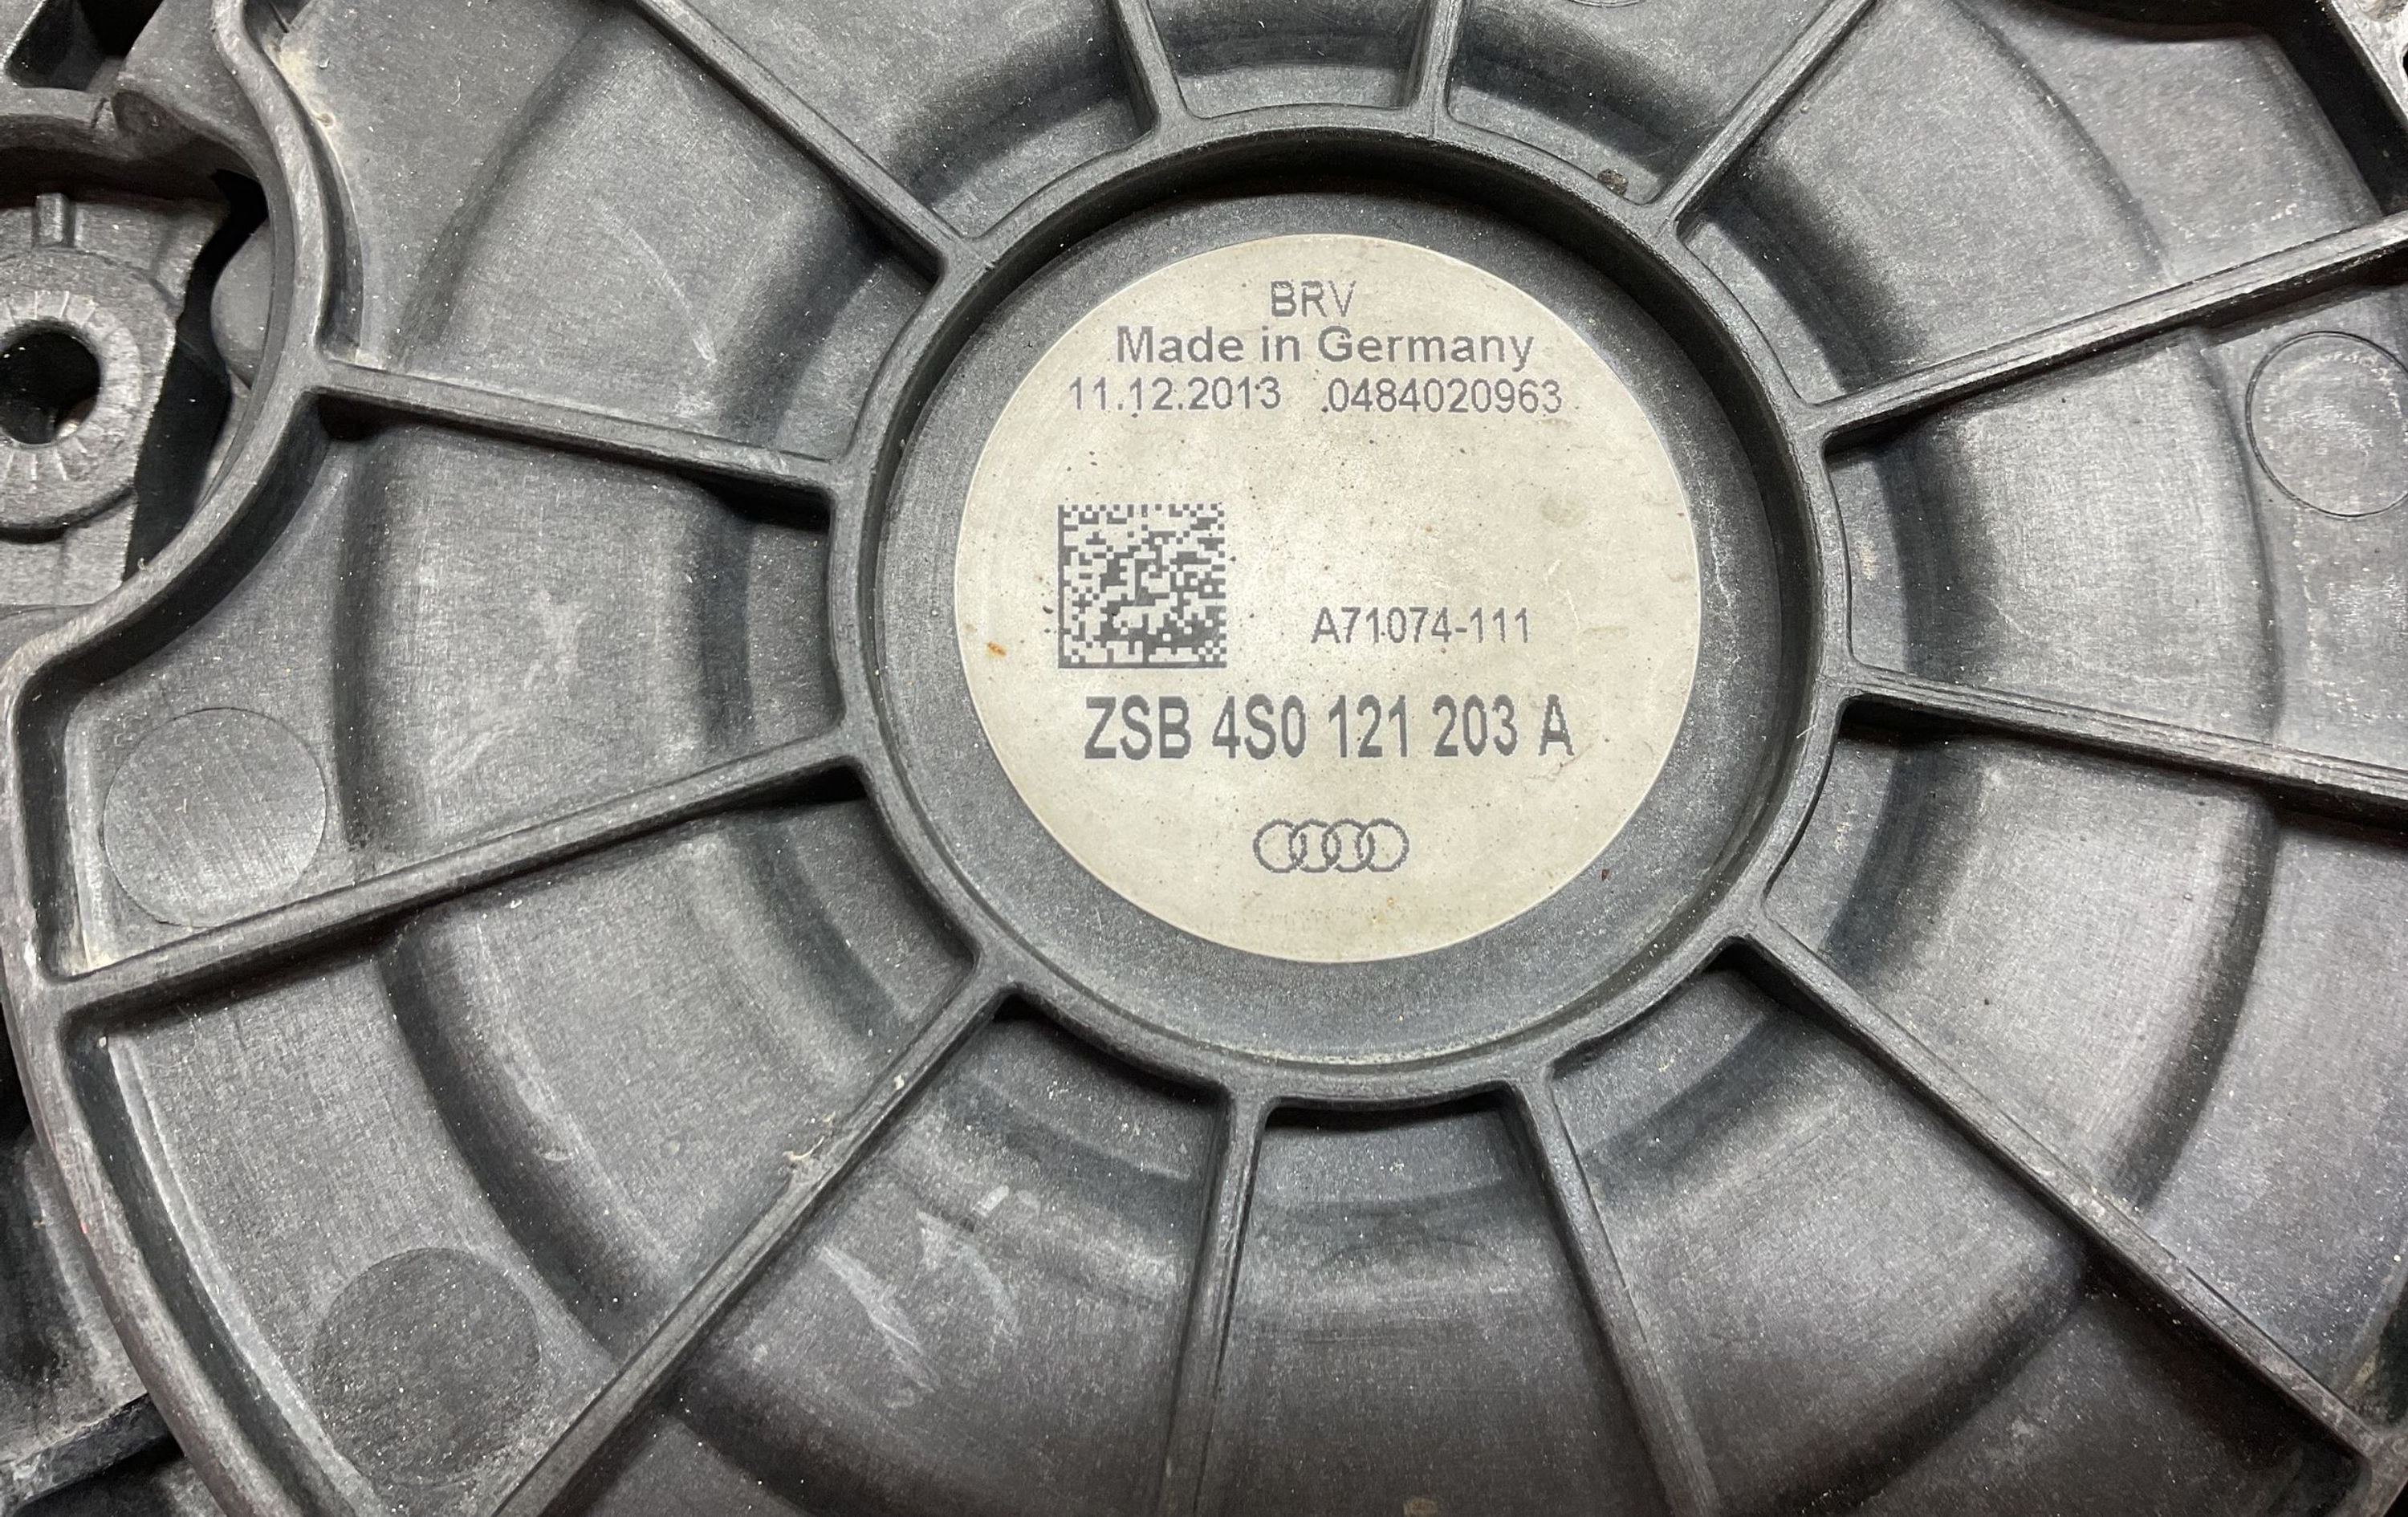 BRV
Made in Germany
11.12.2013 0484020963
A71074-111
ZSB 4S0 121 203 A